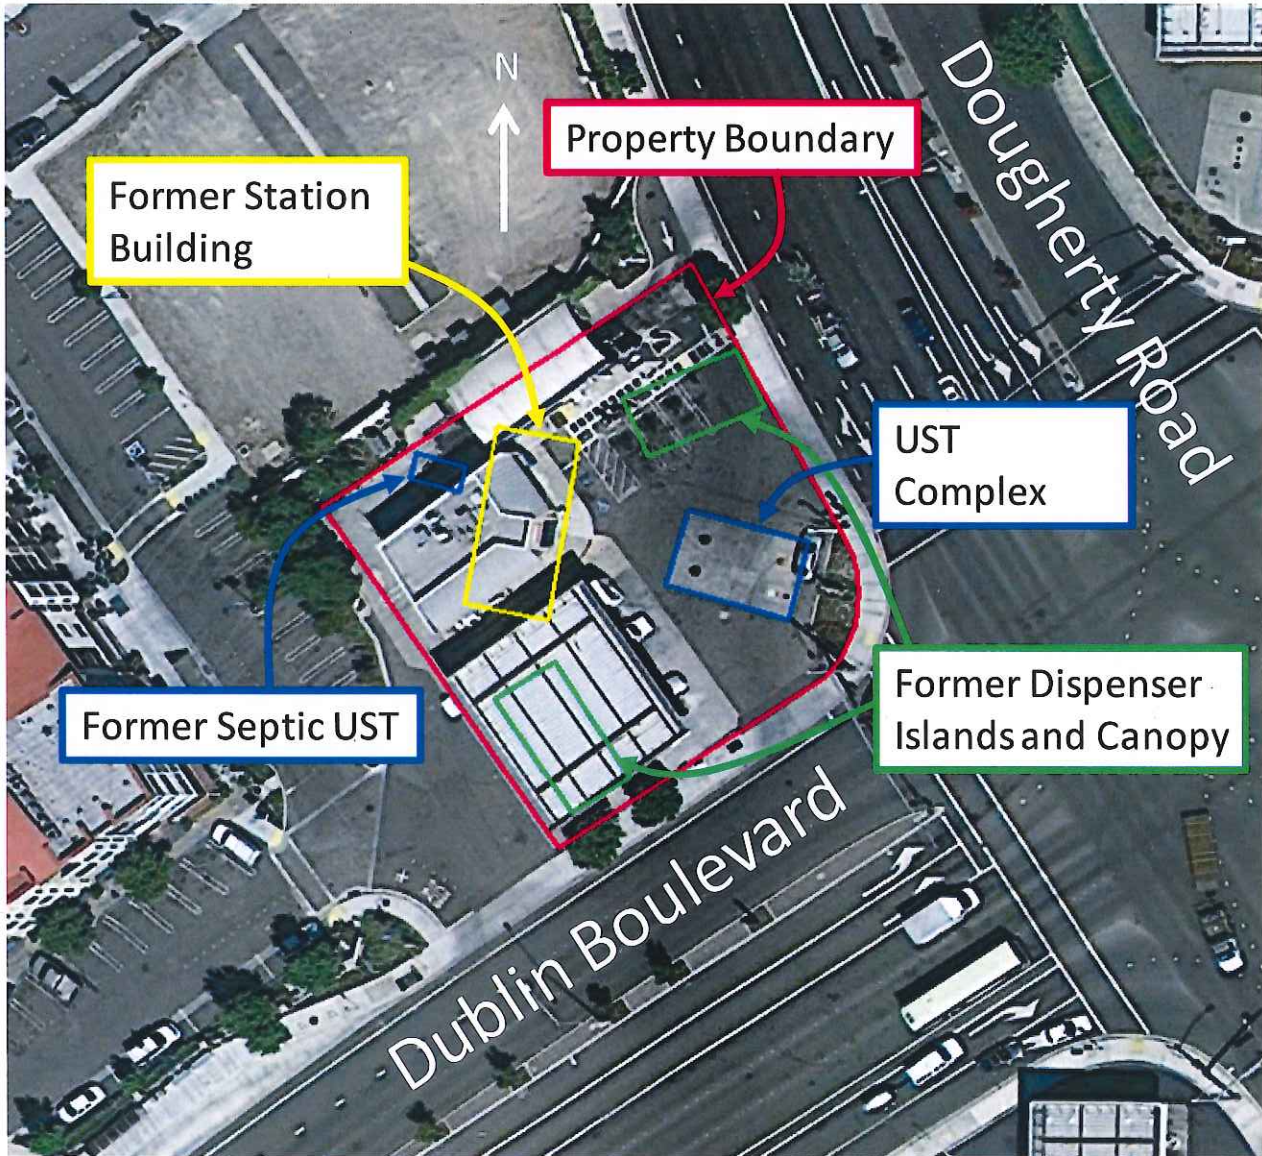 N
Property Boundary
Dougherty Road
Former Station
Building
UST
Complex
Former Septic UST
Former Dispenser
Islands and Canopy
Dublin Boulevard